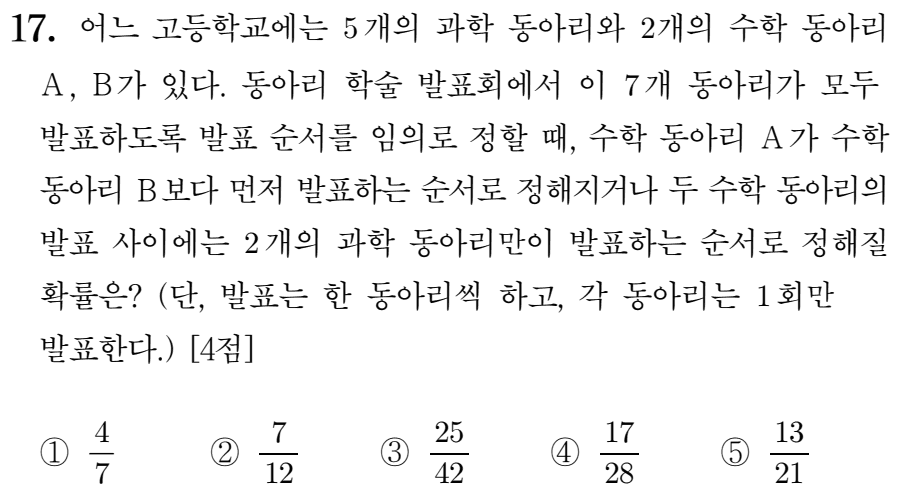 17. 어느 고등학교에는 5개의 과학 동아리와 2개의 수학 동아리
A, B가 있다. 동아리 학술 발표회에서 이 7개 동아리가 모두
발표하도록 발표 순서를 임의로 정할 때, 수학 동아리 A가 수학
동아리 B보다 먼저 발표하는 순서로 정해지거나 두 수학 동아리의
발표 사이에는 2개의 과학 동아리만이 발표하는 순서로 정해질
확률은? (단, 발표는 한 동아리씩 하고, 각 동아리는 1회만
발표한다.) [4점]
① 4/7 ② 7/12 ③ 25/42 ④ 17/28 ⑤ 13/21